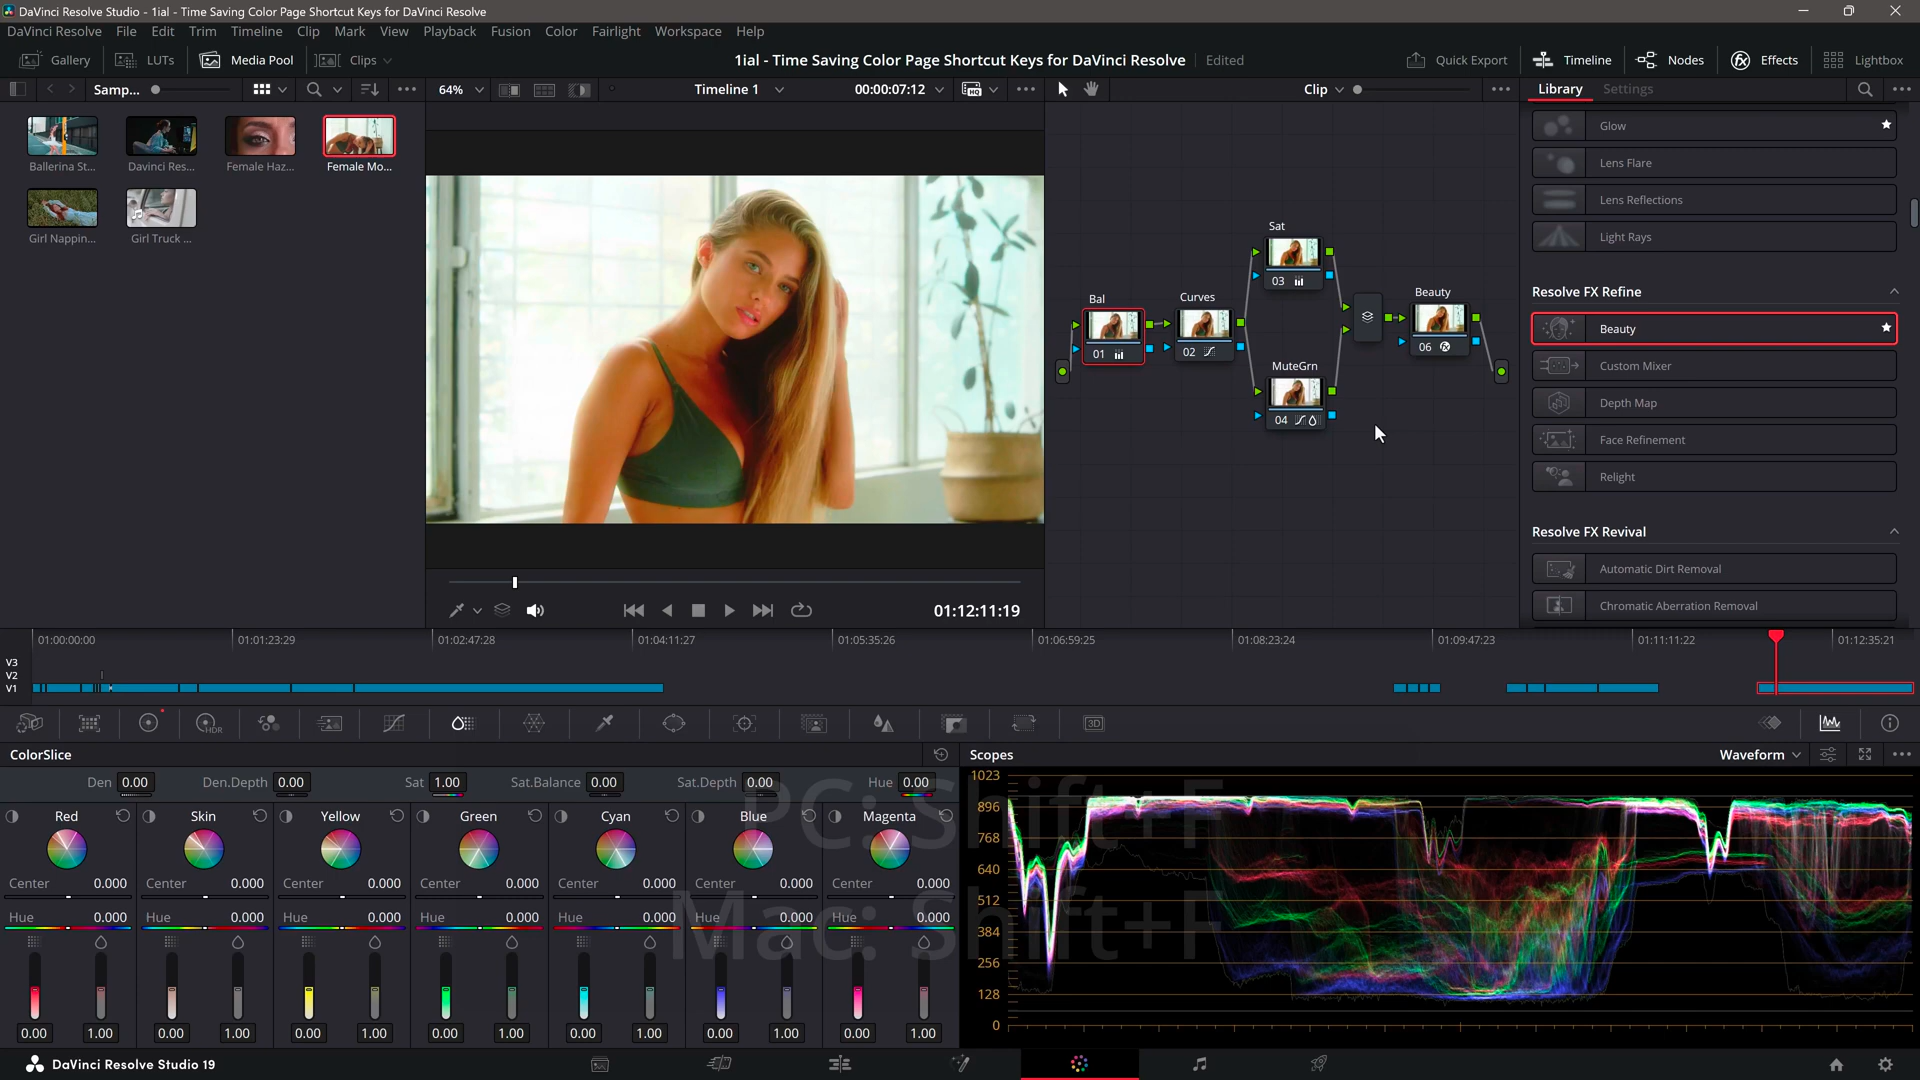 DaVinci Resolve Studio - 1ial - Time Saving Color Page Shortcut Keys for DaVinci Resolve
DaVinci Resolve File Edit Trim Timeline Clip Mark View Playback Fusion Color Fairlight Workspace Help
Gallery LUTs Media Pool Clips 1ial - Time Saving Color Page Shortcut Keys for DaVinci Resolve Edited Quick Export Timeline Nodes Effects Lightbox
Samp... 64% Timeline 1 00:00:07:12 Clip Library Settings
Ballerina St... Davinci Res... Female Haz... Female Mo...
Girl Nappin... Girl Truck ...
01:12:11:19
Sat
03
Bal
01
Curves
02
MuteGrn
04
Beauty
06
Glow
Lens Flare
Lens Reflections
Light Rays
Resolve FX Refine
Beauty
Custom Mixer
Depth Map
Face Refinement
Relight
Resolve FX Revival
Automatic Dirt Removal
Chromatic Aberration Removal
01:00:00:00 01:01:23:29 01:02:47:28 01:04:11:27 01:05:35:26 01:06:59:25 01:08:23:24 01:09:47:23 01:11:11:22 01:12:35:21
V3
V2
V1
HDR 3D
ColorSlice
Den 0.00 Den.Depth 0.00 Sat 1.00 Sat.Balance 0.00 Sat.Depth 0.00 Hue 0.00
Red Skin Yellow Green Cyan Blue Magenta
Center 0.000 Center 0.000 Center 0.000 Center 0.000 Center 0.000 Center 0.000 Center 0.000
Hue 0.000 Hue 0.000 Hue 0.000 Hue 0.000 Hue 0.000 Hue 0.000 Hue 0.000
0.00 1.00 0.00 1.00 0.00 1.00 0.00 1.00 0.00 1.00 0.00 1.00 0.00 1.00
PC: Shift+F
Mac: Shift+F
Scopes Waveform
1023
896
768
640
512
384
256
128
0
DaVinci Resolve Studio 19